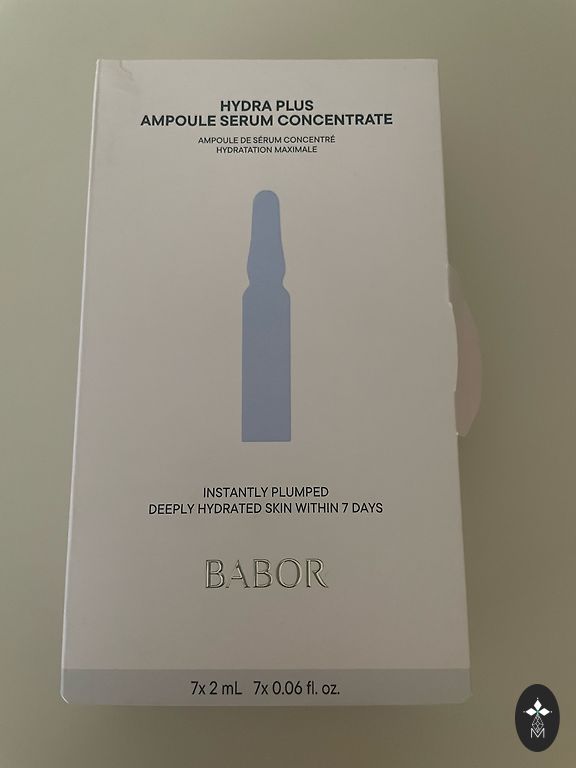 HYDRA PLUS
AMPOULE SERUM CONCENTRATE
AMPOULE DE SÉRUM CONCENTRÉ
HYDRATATION MAXIMALE
INSTANTLY PLUMPED
DEEPLY HYDRATED SKIN WITHIN 7 DAYS
BABOR
7x 2 mL 7x 0.06 fl. oz.
M